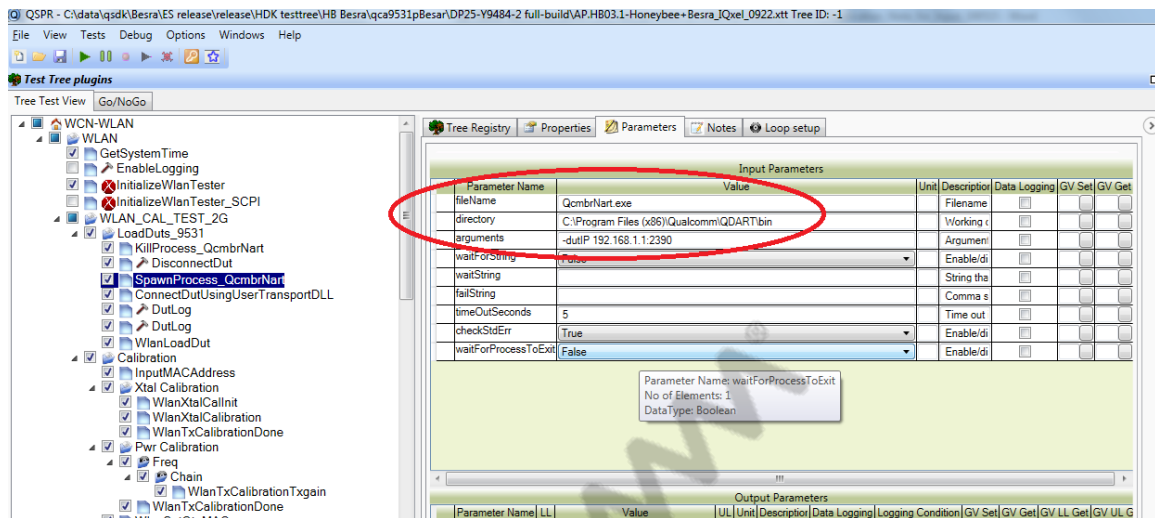 QSPR - C:\data\qsdk\Besra\ES release\release\HDK testtree\HB Besra\qca9531pBesar\DP25-Y9484-2 full-build\AP.HB03.1-Honeybee+Besra_IQxel_0922.xtt Tree ID: -1
File View Tests Debug Options Windows Help
Test Tree plugins
Tree Test View Go/NoGo
WCN-WLAN
WLAN
GetSystemTime
EnableLogging
InitializeWlanTester
InitializeWlanTester_SCPI
WLAN_CAL_TEST_2G
LoadDuts_9531
KillProcess_QcmbrNart
DisconnectDut
SpawnProcess_QcmbrNart
ConnectDutUsingUserTransportDLL
DutLog
DutLog
WlanLoadDut
Calibration
InputMACAddress
Xtal Calibration
WlanXtalCalInit
WlanXtalCalibration
WlanTxCalibrationDone
Pwr Calibration
Freq
Chain
WlanTxCalibrationTxgain
WlanTxCalibrationDone
Tree Registry Properties Parameters Notes Loop setup
Input Parameters
Parameter Name Value Unit Description Data Logging GV Set GV Get
fileName QcmbrNart.exe Filename
directory C:\Program Files (x86)\Qualcomm\QDART\bin Working
arguments -dutIP 192.168.1.1:2390 Argument
waitForString False Enable/di
waitString String tha
failString Comma s
timeOutSeconds 5 Time out
checkStdErr True Enable/di
waitForProcessToExit False Enable/di
Parameter Name: waitForProcessToExit
No of Elements: 1
DataType: Boolean
Output Parameters
Parameter Name LL Value UL Unit Description Data Logging Logging Condition GV Set GV Get GV LL Get GV UL G